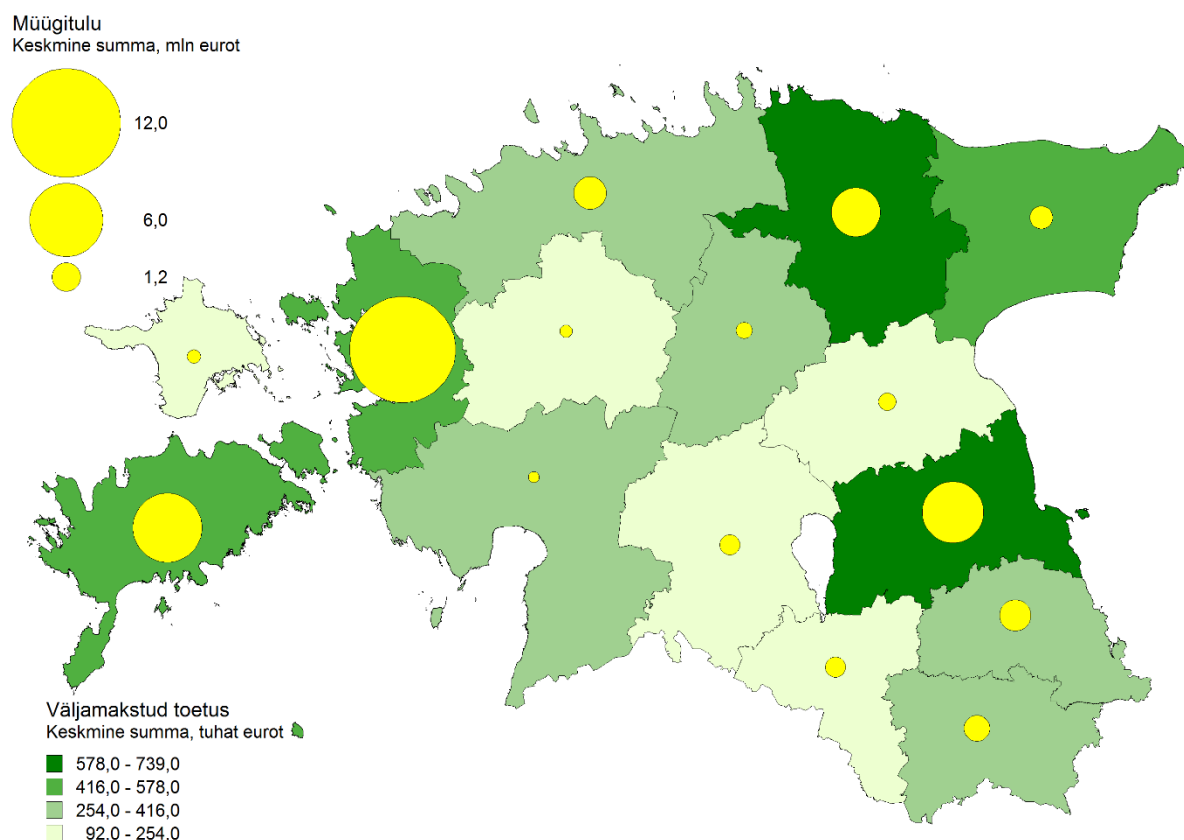 Müügitulu
Keskmine summa, mln eurot
12,0
6,0
1,2
Väljamakstud toetus
Keskmine summa, tuhat eurot
578,0 - 739,0
416,0 - 578,0
254,0 - 416,0
92,0 - 254,0